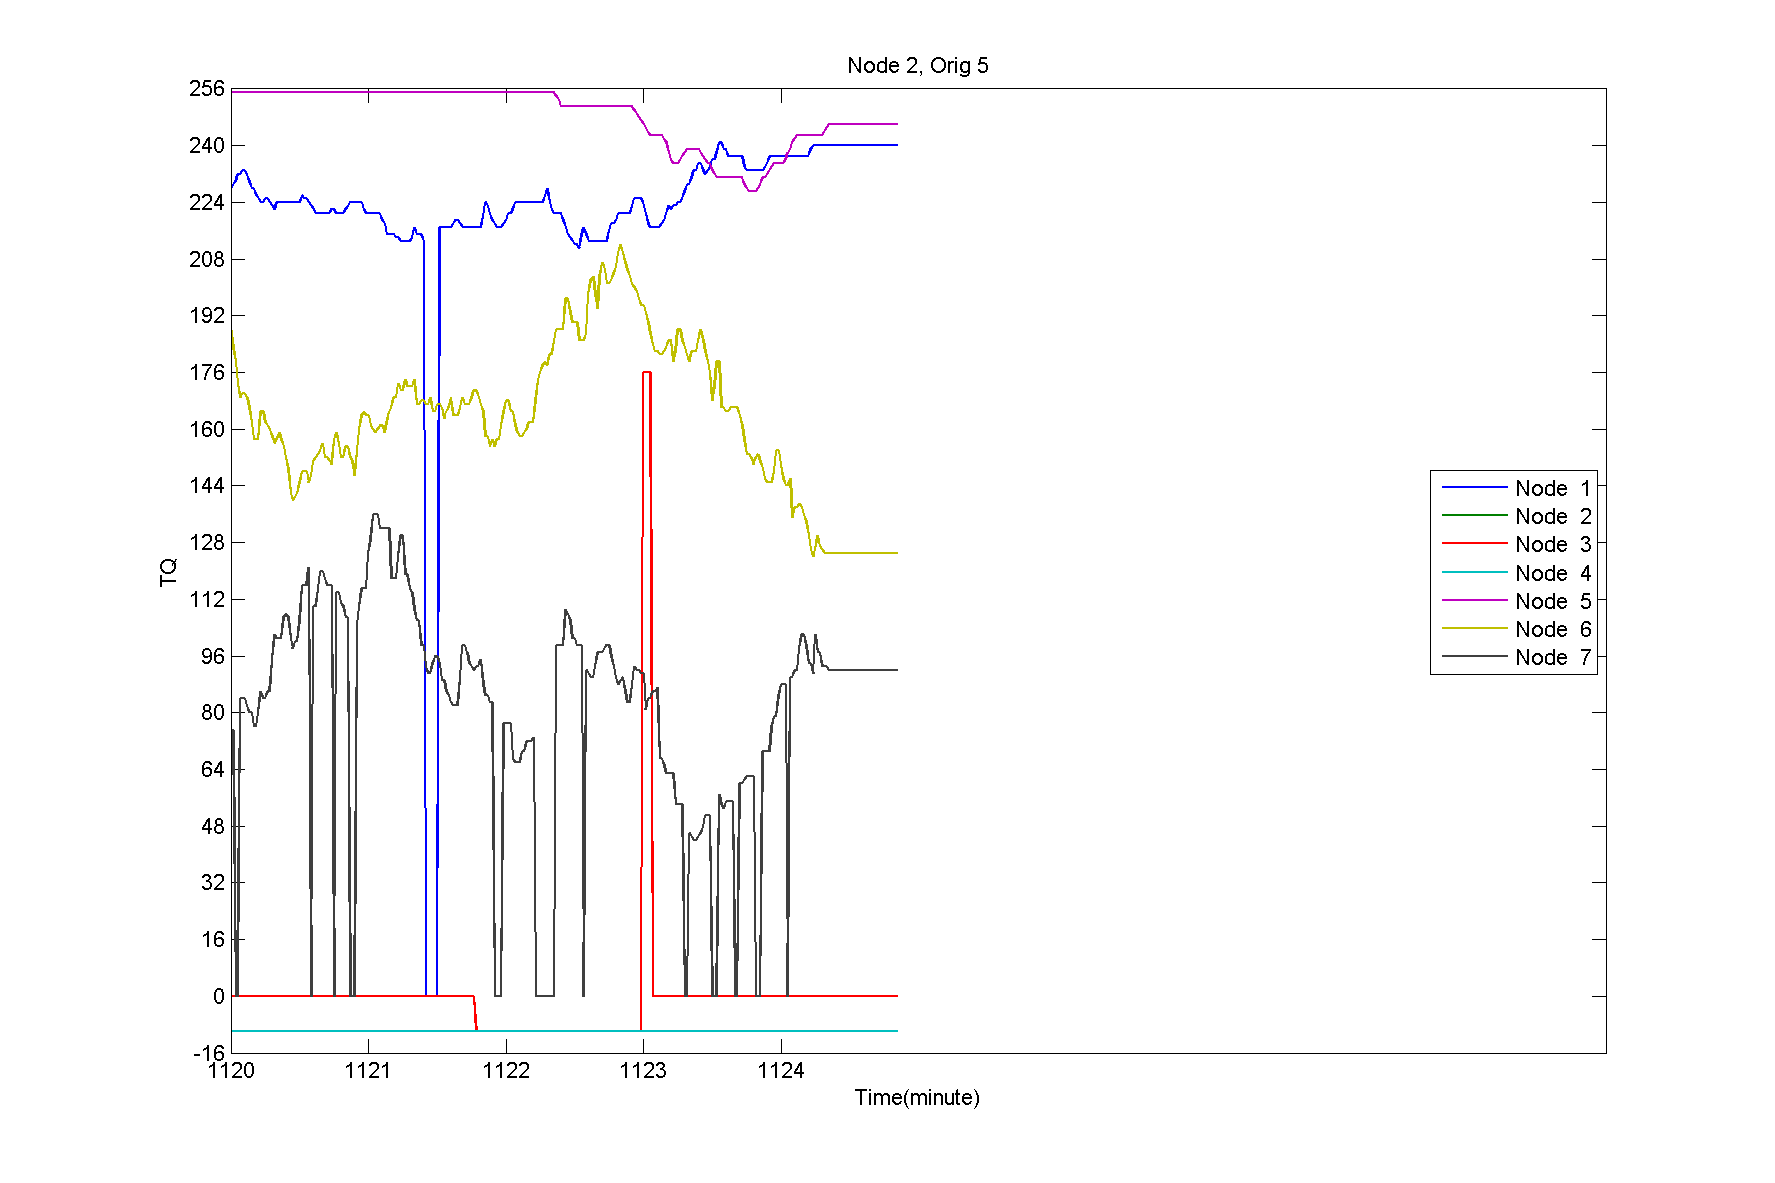 Node 2, Orig 5
256
240
224
208
192
176
160
144
128
112
96
80
64
48
32
16
0
-16
TQ
1120 1121 1122 1123 1124
Time(minute)
Node 1
Node 2
Node 3
Node 4
Node 5
Node 6
Node 7